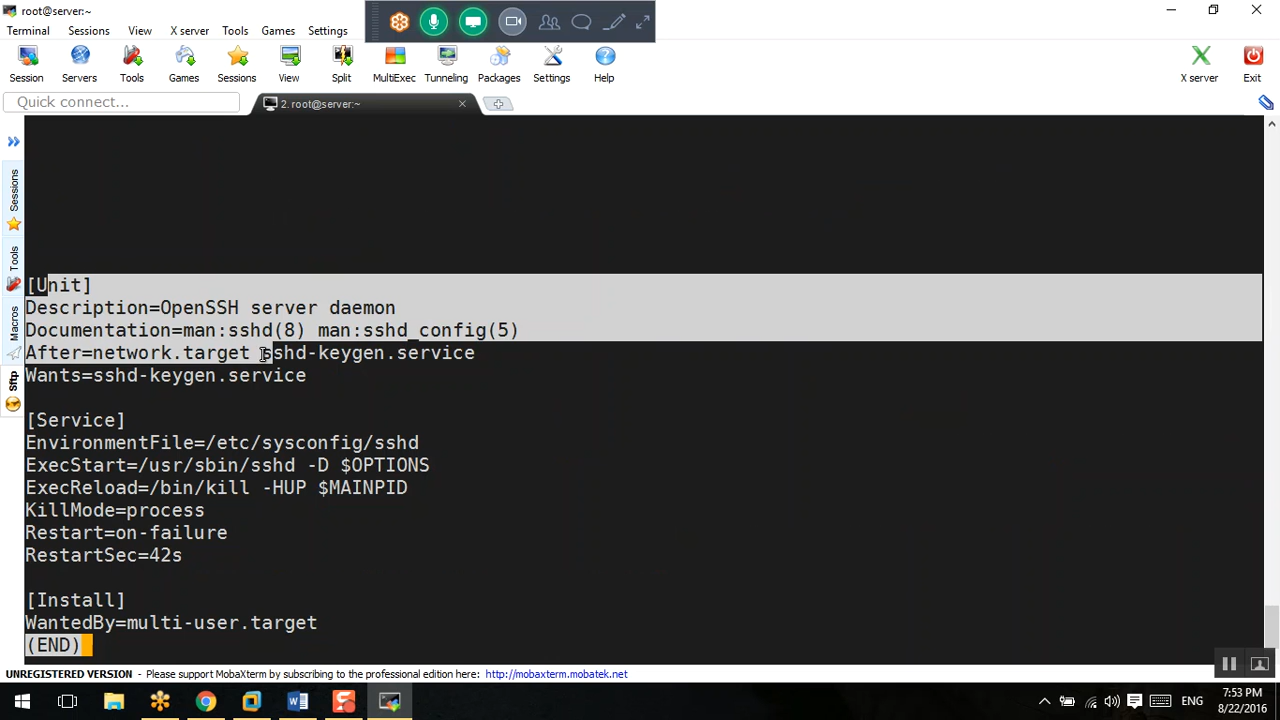 root@server:~
Terminal Sessions View X server Tools Games Settings
Session Servers Tools Games Sessions View Split MultiExec Tunneling Packages Settings Help X server Exit
Quick connect...
2. root@server:~
Sessions
Tools
Macros
Sftp
[Unit]
Description=OpenSSH server daemon
Documentation=man:sshd(8) man:sshd_config(5)
After=network.target sshd-keygen.service
Wants=sshd-keygen.service
[Service]
EnvironmentFile=/etc/sysconfig/sshd
ExecStart=/usr/sbin/sshd -D $OPTIONS
ExecReload=/bin/kill -HUP $MAINPID
KillMode=process
Restart=on-failure
RestartSec=42s
[Install]
WantedBy=multi-user.target
(END)
UNREGISTERED VERSION - Please support MobaXterm by subscribing to the professional edition here: http://mobaxterm.mobatek.net
ENG
7:53 PM
8/22/2016